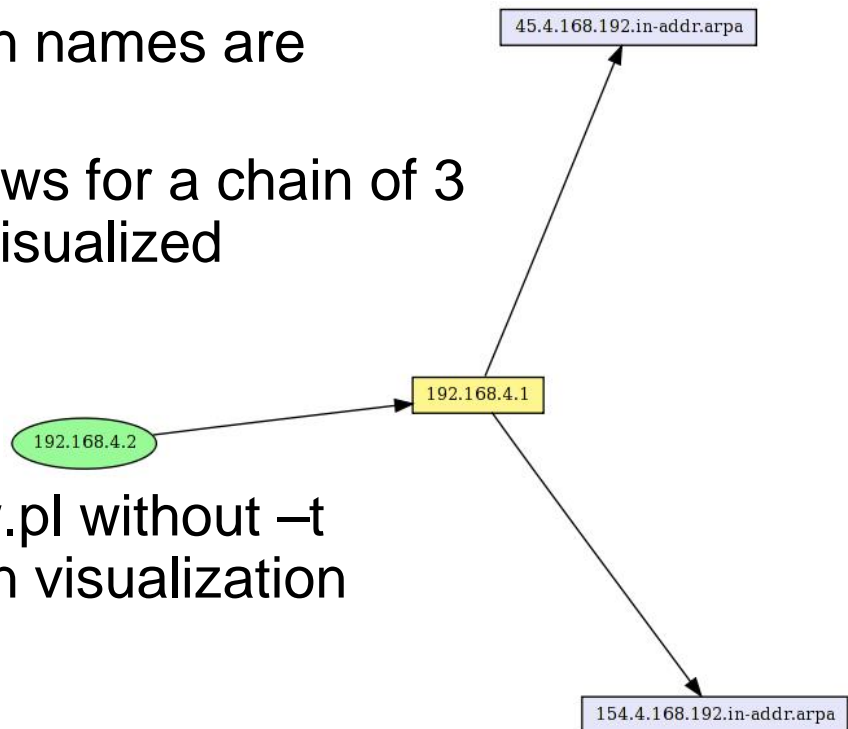 n names are
45.4.168.192.in-addr.arpa
ws for a chain of 3
isualized
192.168.4.1
192.168.4.2
.pl without –t
n visualization
154.4.168.192.in-addr.arpa